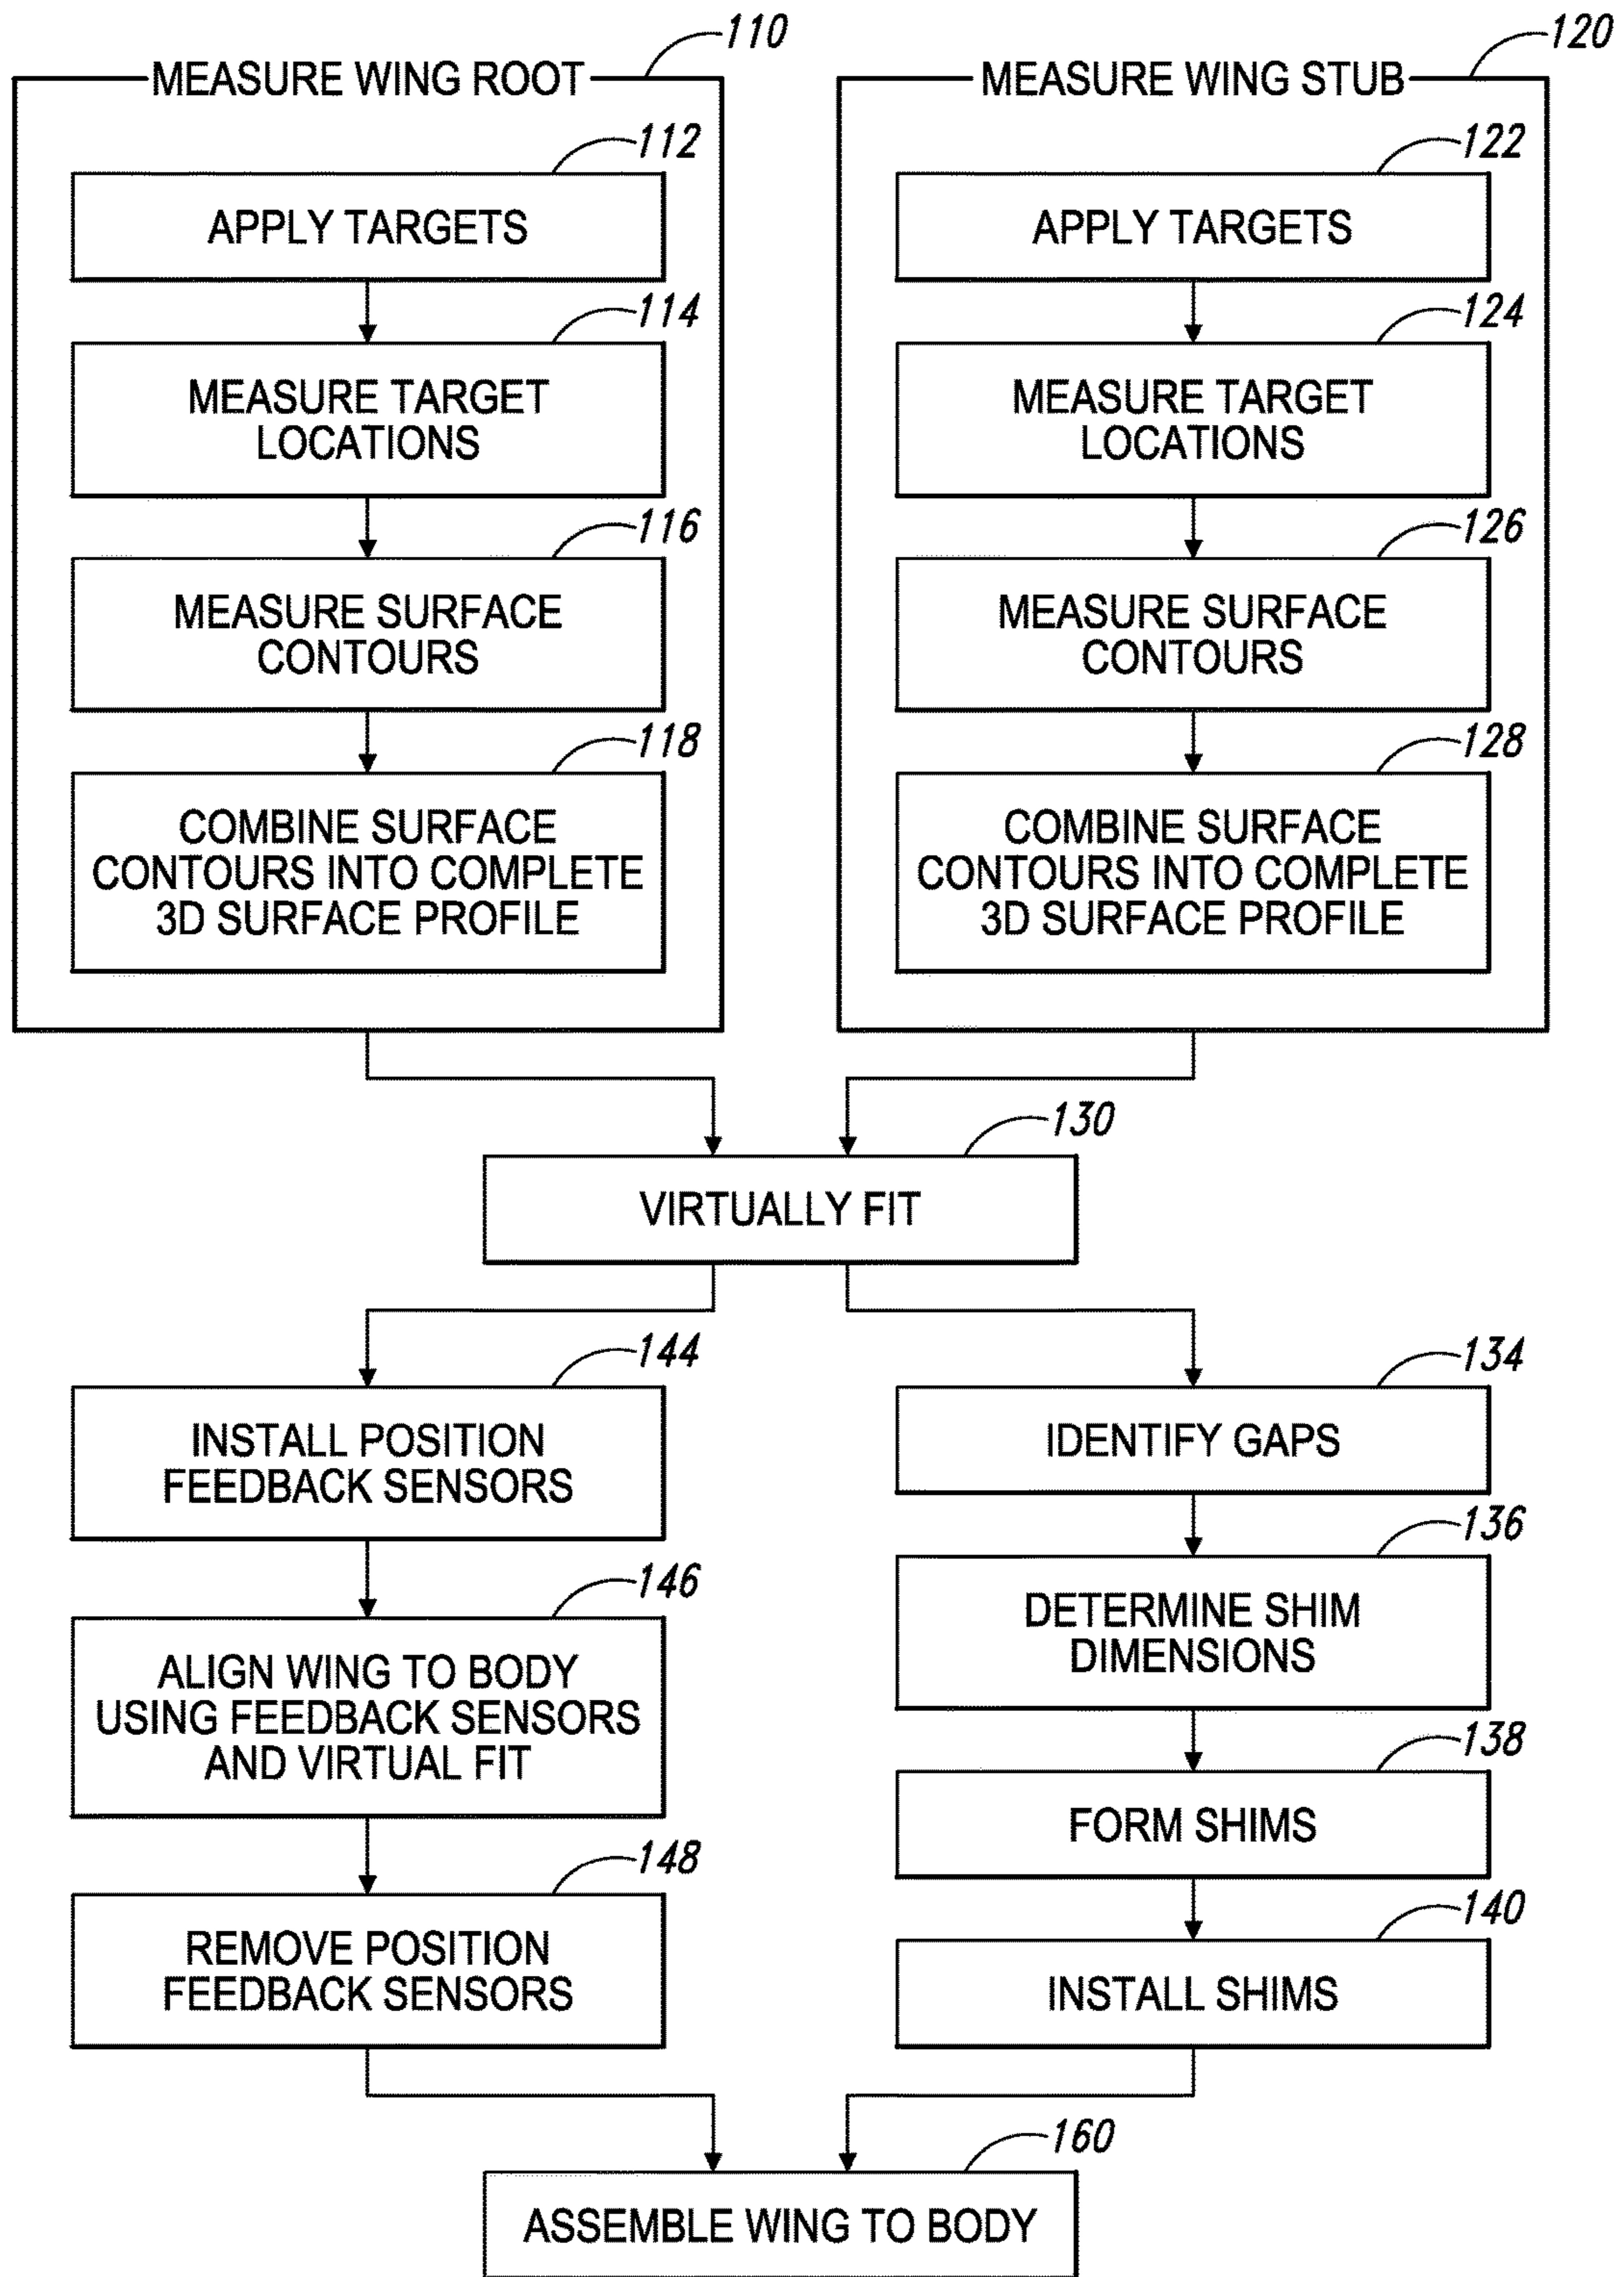 110
MEASURE WING ROOT
112
APPLY TARGETS
114
MEASURE TARGET
LOCATIONS
116
MEASURE SURFACE
CONTOURS
118
COMBINE SURFACE
CONTOURS INTO COMPLETE
3D SURFACE PROFILE
120
MEASURE WING STUB
122
APPLY TARGETS
124
MEASURE TARGET
LOCATIONS
126
MEASURE SURFACE
CONTOURS
128
COMBINE SURFACE
CONTOURS INTO COMPLETE
3D SURFACE PROFILE
130
VIRTUALLY FIT
144
INSTALL POSITION
FEEDBACK SENSORS
146
ALIGN WING TO BODY
USING FEEDBACK SENSORS
AND VIRTUAL FIT
148
REMOVE POSITION
FEEDBACK SENSORS
134
IDENTIFY GAPS
136
DETERMINE SHIM
DIMENSIONS
138
FORM SHIMS
140
INSTALL SHIMS
160
ASSEMBLE WING TO BODY